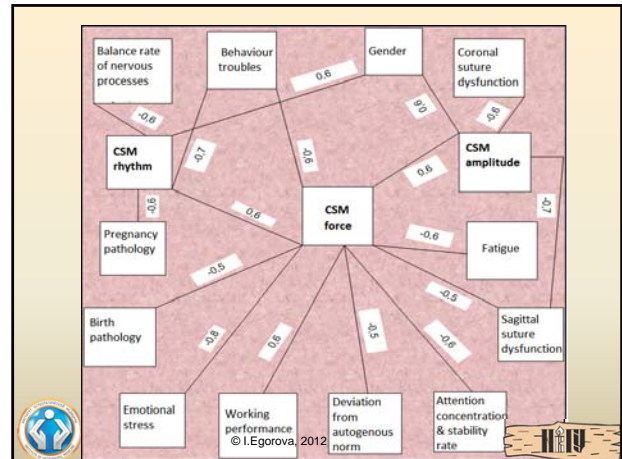 Balance rate
of nervous
processes
Behaviour
troubles
Gender
Coronal
suture
dysfunction
0,6
-0,6
-0,7
-0,6
0,6
-0,6
CSM
rhythm
CSM
amplitude
0,6
-0,7
-0,6
0,6
CSM
force
Pregnancy
pathology
-0,6
Fatigue
-0,5
-0,5
Birth
pathology
Sagittal
suture
dysfunction
-0,8
0,6
-0,5
-0,6
Emotional
stress
Working
performance
Deviation
from
autogenous
norm
Attention
concentration
& stability
rate
© I.Egorova, 2012